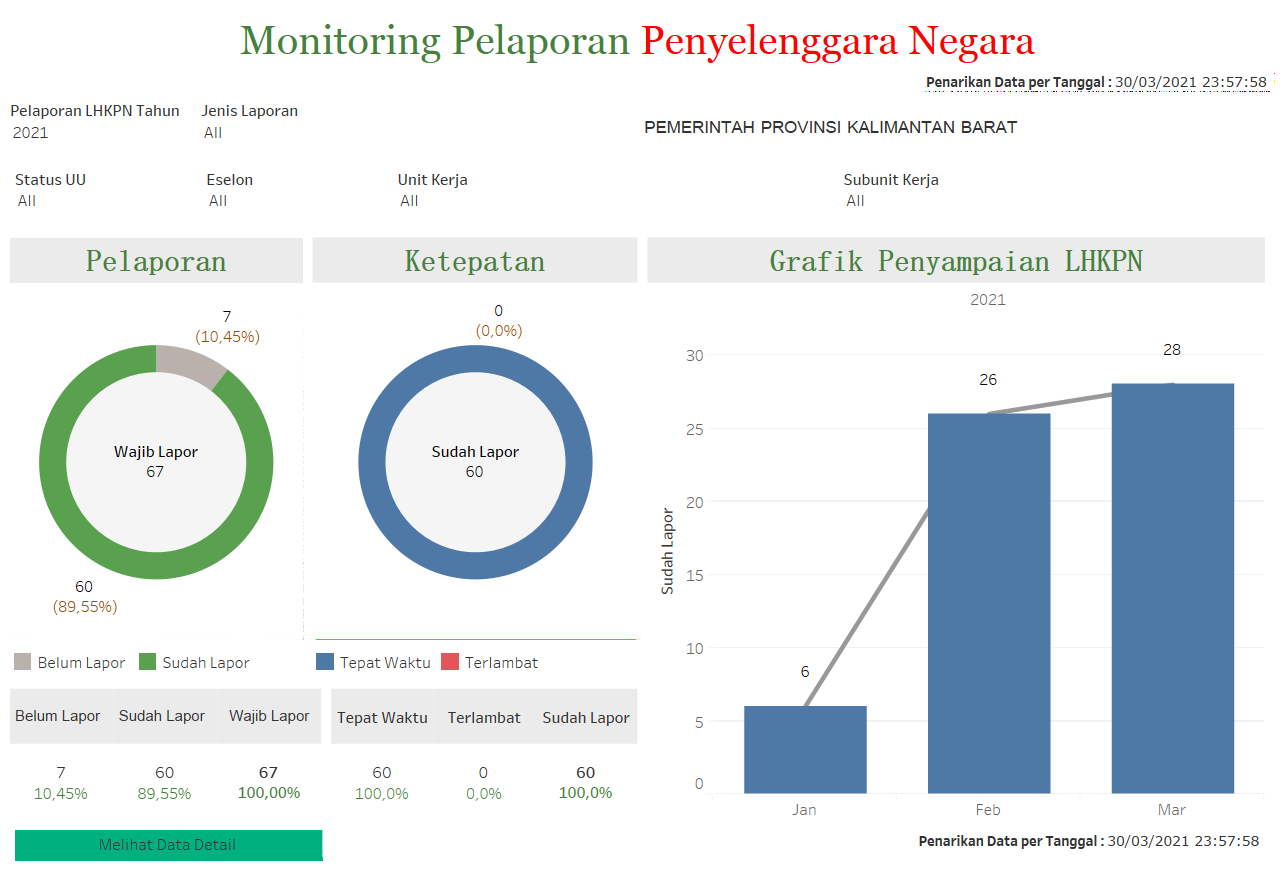 Monitoring Pelaporan Penyelenggara Negara
Penarikan Data per Tanggal : 30/03/2021 23:57:58
Pelaporan LHKPN Tahun Jenis Laporan
2021 All
PEMERINTAH PROVINSI KALIMANTAN BARAT
Status UU Eselon Unit Kerja Subunit Kerja
All All All All
Pelaporan
7
(10,45%)
Wajib Lapor
67
60
(89,55%)
Belum Lapor Sudah Lapor
Belum Lapor Sudah Lapor Wajib Lapor
7 60 67
10,45% 89,55% 100,00%
Melihat Data Detail
Ketepatan
0
(0,0%)
Sudah Lapor
60
Tepat Waktu Terlambat
Tepat Waktu Terlambat Sudah Lapor
60 0 60
100,0% 0,0% 100,0%
Grafik Penyampaian LHKPN
2021
Sudah Lapor
30
25
20
15
10
5
0
6
26
28
Jan Feb Mar
Penarikan Data per Tanggal : 30/03/2021 23:57:58